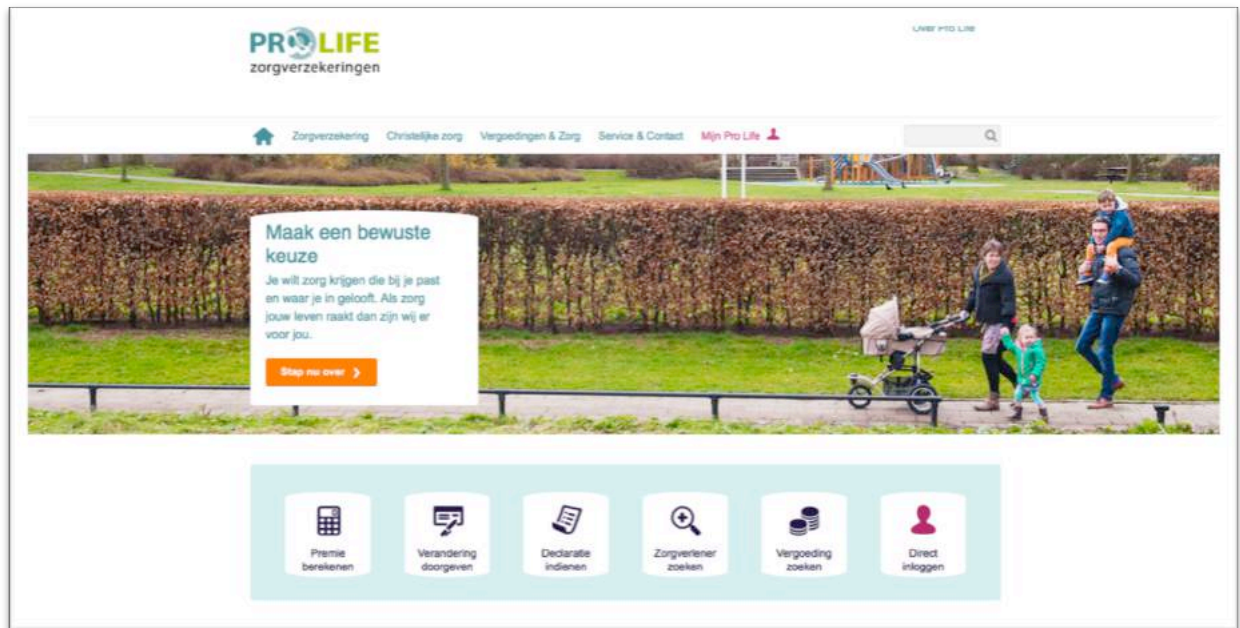 Over Pro Life
PROLIFE
zorgverzekeringen
Zorgverzekering Christelijke zorg Vergoedingen & Zorg Service & Contact Mijn Pro Life
Maak een bewuste
keuze
Je wilt zorg krijgen die bij je past
en waar je in gelooft. Als zorg
jouw leven raakt dan zijn wij er
voor jou.
Stap nu over
Premie
berekenen
Verandering
doorgeven
Declaratie
indienen
Zorgverlener
zoeken
Vergoeding
zoeken
Direct
inloggen